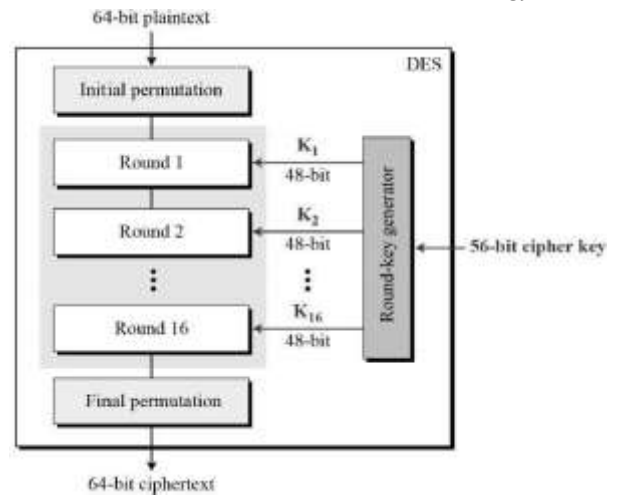 64-bit plaintext
DES
Initial permutation
Round 1
K1
48-bit
Round 2
K2
48-bit
Round-key generator
56-bit cipher key
Round 16
K16
48-bit
Final permutation
64-bit ciphertext